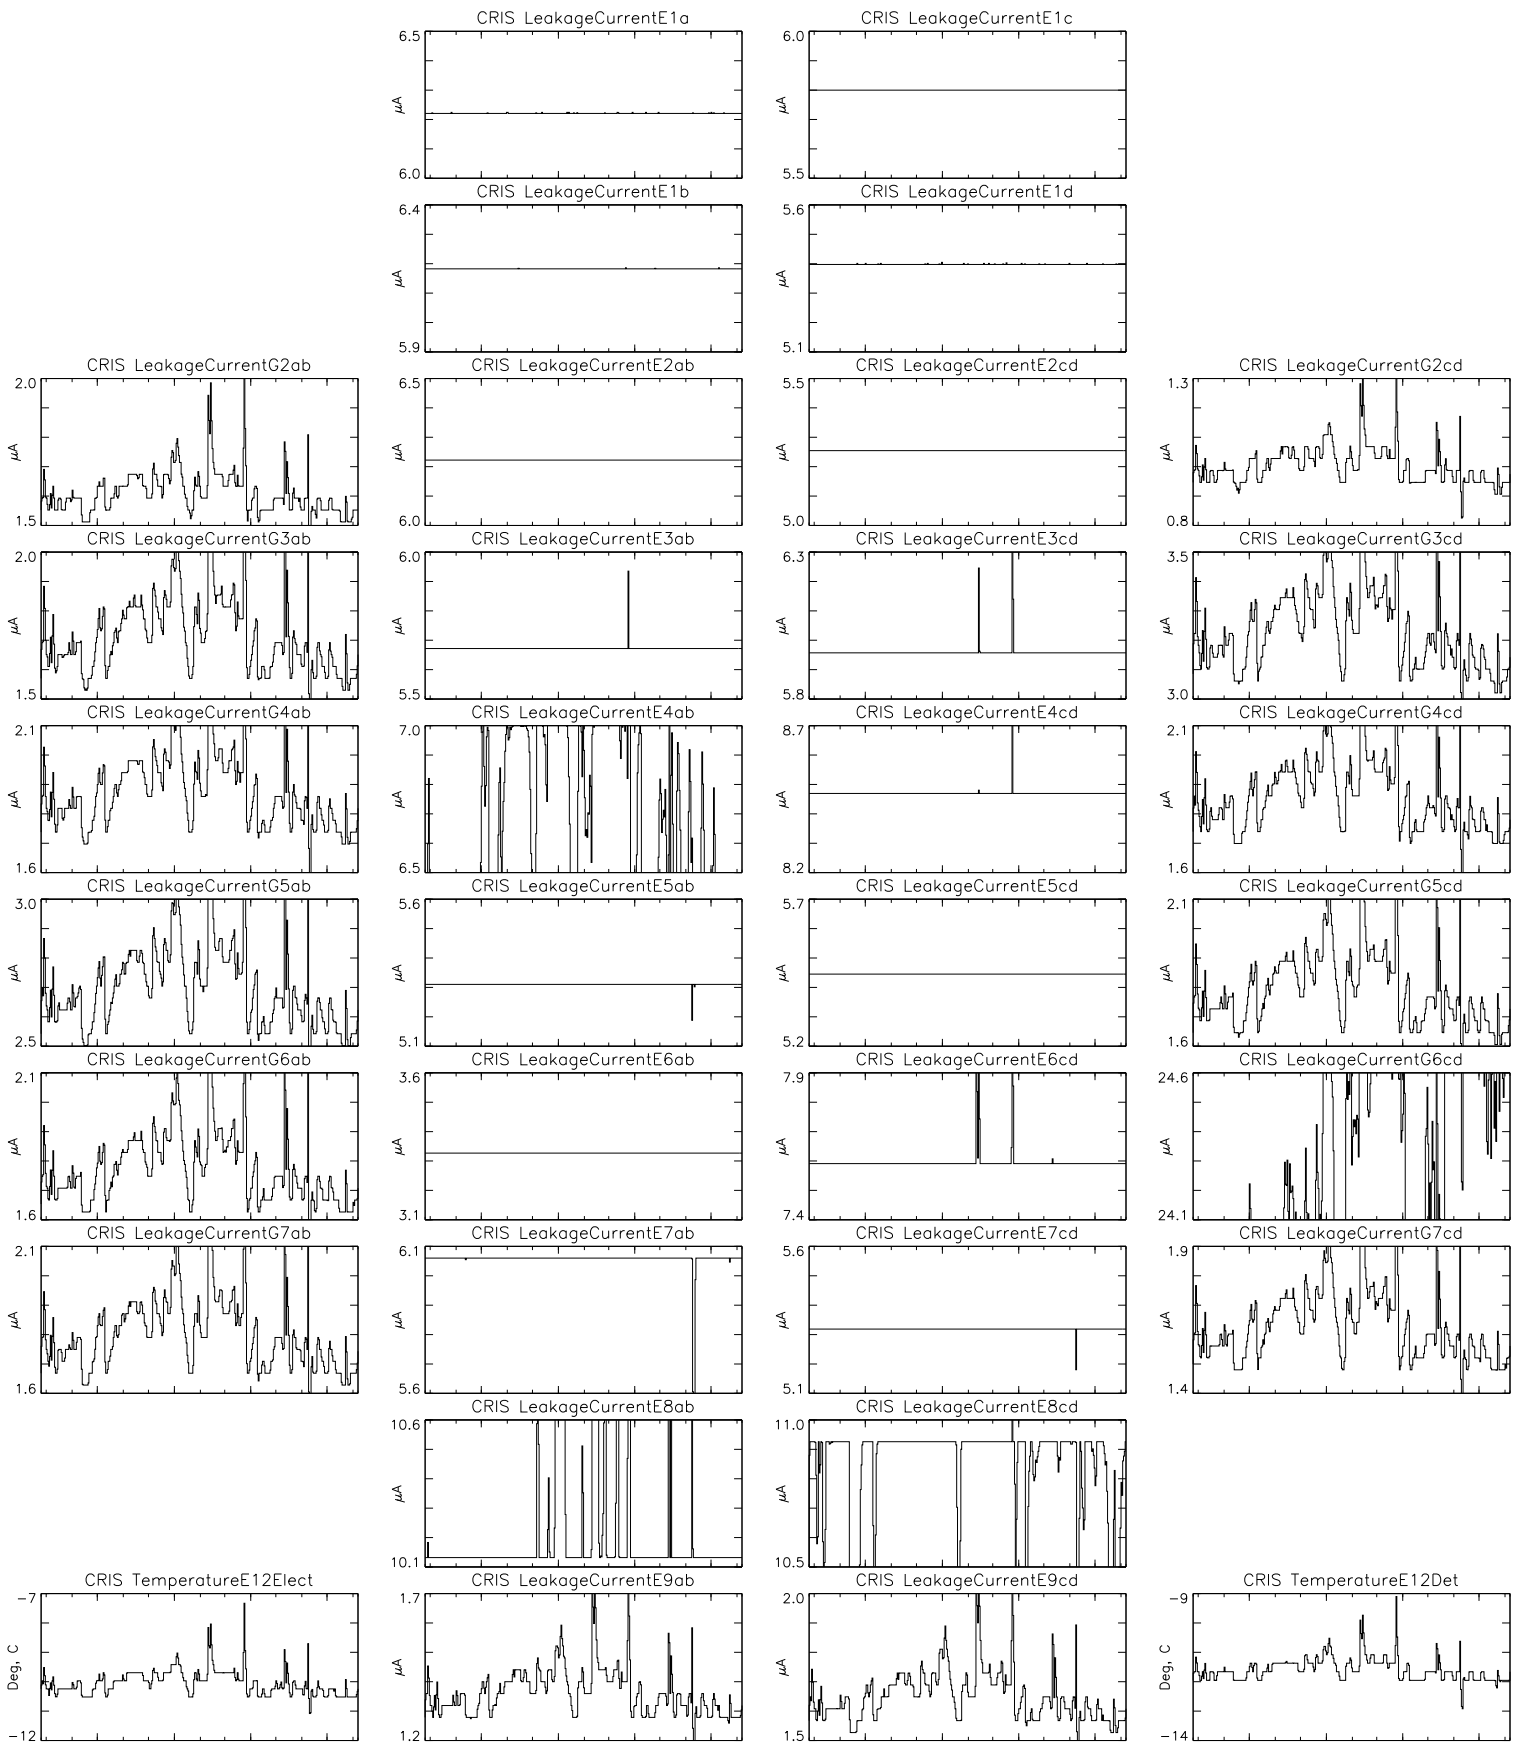 CRIS LeakageCurrentE1a
6.5
μA
6.0
CRIS LeakageCurrentE1c
6.0
μA
5.5
CRIS LeakageCurrentE1b
6.4
μA
5.9
CRIS LeakageCurrentE1d
5.6
μA
5.1
CRIS LeakageCurrentG2ab
2.0
μA
1.5
CRIS LeakageCurrentE2ab
6.5
μA
6.0
CRIS LeakageCurrentE2cd
5.5
μA
5.0
CRIS LeakageCurrentG2cd
1.3
μA
0.8
CRIS LeakageCurrentG3ab
2.0
μA
1.5
CRIS LeakageCurrentE3ab
6.0
μA
5.5
CRIS LeakageCurrentE3cd
6.3
μA
5.8
CRIS LeakageCurrentG3cd
3.5
μA
3.0
CRIS LeakageCurrentG4ab
2.1
μA
1.6
CRIS LeakageCurrentE4ab
7.0
μA
6.5
CRIS LeakageCurrentE4cd
8.7
μA
8.2
CRIS LeakageCurrentG4cd
2.1
μA
1.6
CRIS LeakageCurrentG5ab
3.0
μA
2.5
CRIS LeakageCurrentE5ab
5.6
μA
5.1
CRIS LeakageCurrentE5cd
5.7
μA
5.2
CRIS LeakageCurrentG5cd
2.1
μA
1.6
CRIS LeakageCurrentG6ab
2.1
μA
1.6
CRIS LeakageCurrentE6ab
3.6
μA
3.1
CRIS LeakageCurrentE6cd
7.9
μA
7.4
CRIS LeakageCurrentG6cd
24.6
μA
24.1
CRIS LeakageCurrentG7ab
2.1
μA
1.6
CRIS LeakageCurrentE7ab
6.1
μA
5.6
CRIS LeakageCurrentE7cd
5.6
μA
5.1
CRIS LeakageCurrentG7cd
1.9
μA
1.4
CRIS LeakageCurrentE8ab
10.6
μA
10.1
CRIS LeakageCurrentE8cd
11.0
μA
10.5
CRIS TemperatureE12Elect
−7
Deg, C
−12
CRIS LeakageCurrentE9ab
1.7
μA
1.2
CRIS LeakageCurrentE9cd
2.0
μA
1.5
CRIS TemperatureE12Det
−9
Deg, C
−14